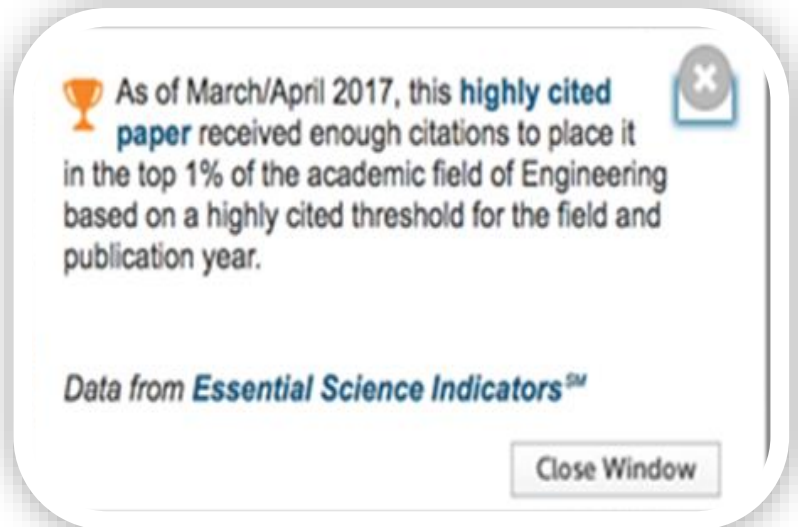 As of March/April 2017, this highly cited
paper received enough citations to place it
in the top 1% of the academic field of Engineering
based on a highly cited threshold for the field and
publication year.
Data from Essential Science Indicators℠
Close Window